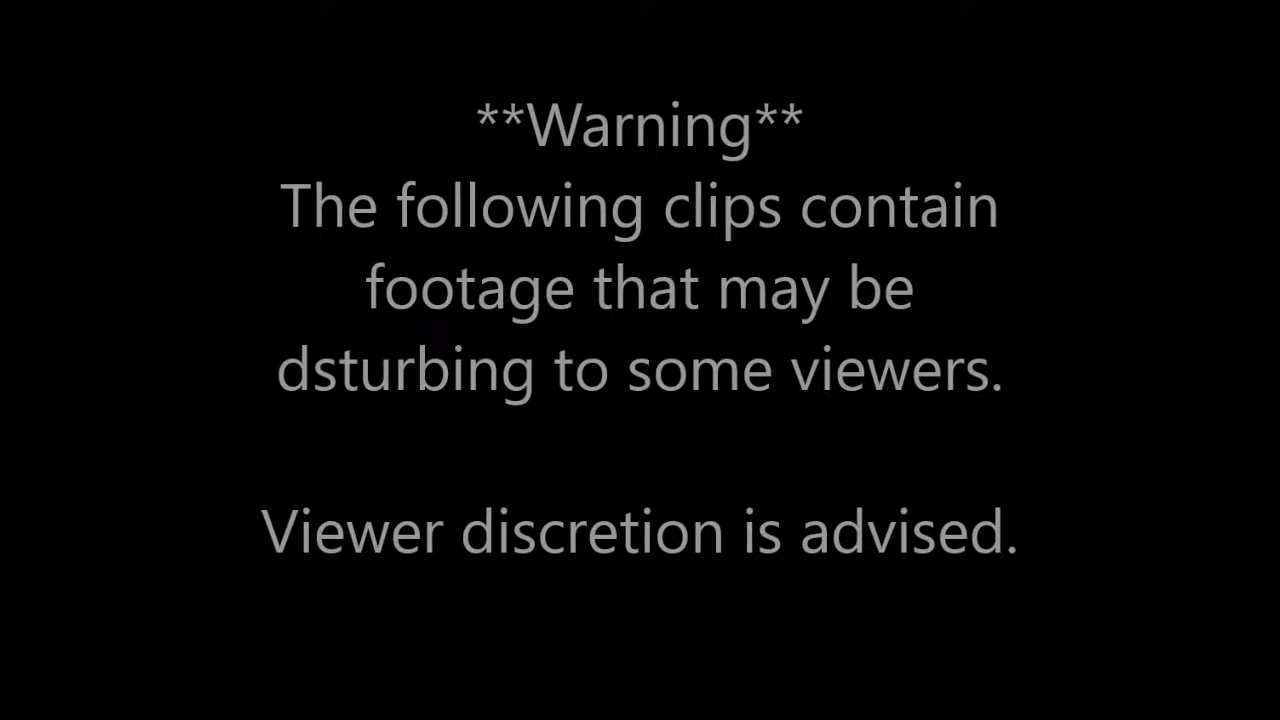 **Warning**
The following clips contain
footage that may be
dsturbing to some viewers.
Viewer discretion is advised.